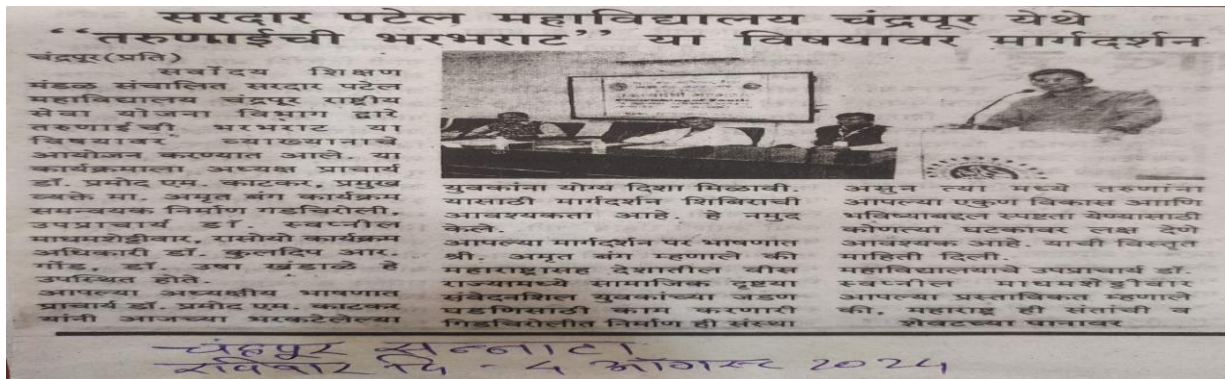 सरदार पटेल महाविद्यालय चंद्रपूर येथे
“तरुणाईची भरभराट” या विषयावर मार्गदर्शन
चंद्रपूर(प्रति)
सर्वोदय शिक्षण
मंडळ संचालित सरदार पटेल
महाविद्यालय चंद्रपूर राष्ट्रीय
सेवा योजना विभाग द्वारे
तरुणाईची भरभराट या
विषयावर व्याख्यानाचे
आयोजन करण्यात आले. या
कार्यक्रमाला अध्यक्ष प्राचार्य
डॉ. प्रमोद एम. काटकर, प्रमुख
व्यक्ते मा. अमृत बंग कार्यक्रम
समन्वयक निर्माण गडचिरोली,
उपप्राचार्य डॉ. स्वप्नील
माधमशेट्टीवार, रासेयो कार्यक्रम
अधिकारी डॉ. कुलदिप आर.
गोंड, डॉ. उषा खंडाळे हे
उपस्थित होते.
आपल्या अध्यक्षीय भाषणात
प्राचार्य डॉ. प्रमोद एम. काटकर
यांनी आजच्या भरकटेलेल्या
युवकांना योग्य दिशा मिळावी.
यासाठी मार्गदर्शन शिबिराची
आवश्यकता आहे. हे नमुद
केले.
आपल्या मार्गदर्शन पर भाषणात
श्री. अमृत बंग म्हणाले की
महाराष्ट्रासह देशातील वीस
राज्यामध्ये सामाजिक दृष्टया
संवेदनशिल युवकांच्या जडण
घडणिसाठी काम करणारी
गिडचिरोलीत निर्माण ही संस्था
असुन त्या मध्ये तरुणांना
आपल्या एकुण विकास आाणि
भविष्याबद्दल स्पष्टता येण्यासाठी
कोणत्या घटकावर लक्ष देणे
आवंश्यक आहे. याची विस्तृत
माहिती दिली.
महाविद्यालयाचे उपप्राचार्य डॉ.
स्वप्नील माधमशेट्टीवार
आपल्या प्रस्ताविकत म्हणाले
की, महाराष्ट्र ही संतांची व
शेवटच्या पानावर
चंद्रपूर सन्नाटा
रविवार दि - 4 ऑगस्ट 2024